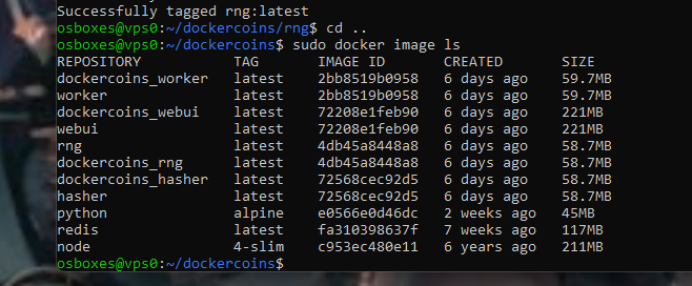 Successfully tagged rng:latest
osboxes@vps0:~/dockercoins/rng$ cd ..
osboxes@vps0:~/dockercoins$ sudo docker image ls
REPOSITORY TAG IMAGE ID CREATED SIZE
dockercoins_worker latest 2bb8519b0958 6 days ago 59.7MB
worker latest 2bb8519b0958 6 days ago 59.7MB
dockercoins_webui latest 72208e1feb90 6 days ago 221MB
webui latest 72208e1feb90 6 days ago 221MB
rng latest 4db45a8448a8 6 days ago 58.7MB
dockercoins_rng latest 4db45a8448a8 6 days ago 58.7MB
dockercoins_hasher latest 72568cec92d5 6 days ago 58.7MB
hasher latest 72568cec92d5 6 days ago 58.7MB
python alpine e0566e0d46dc 2 weeks ago 45MB
redis latest fa310398637f 7 weeks ago 117MB
node 4-slim c953ec480e11 6 years ago 211MB
osboxes@vps0:~/dockercoins$